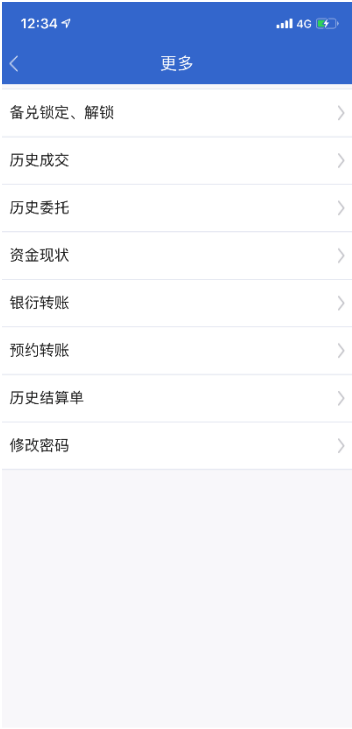 12:34
4G
更多
备兑锁定、解锁
历史成交
历史委托
资金现状
银衍转账
预约转账
历史结算单
修改密码